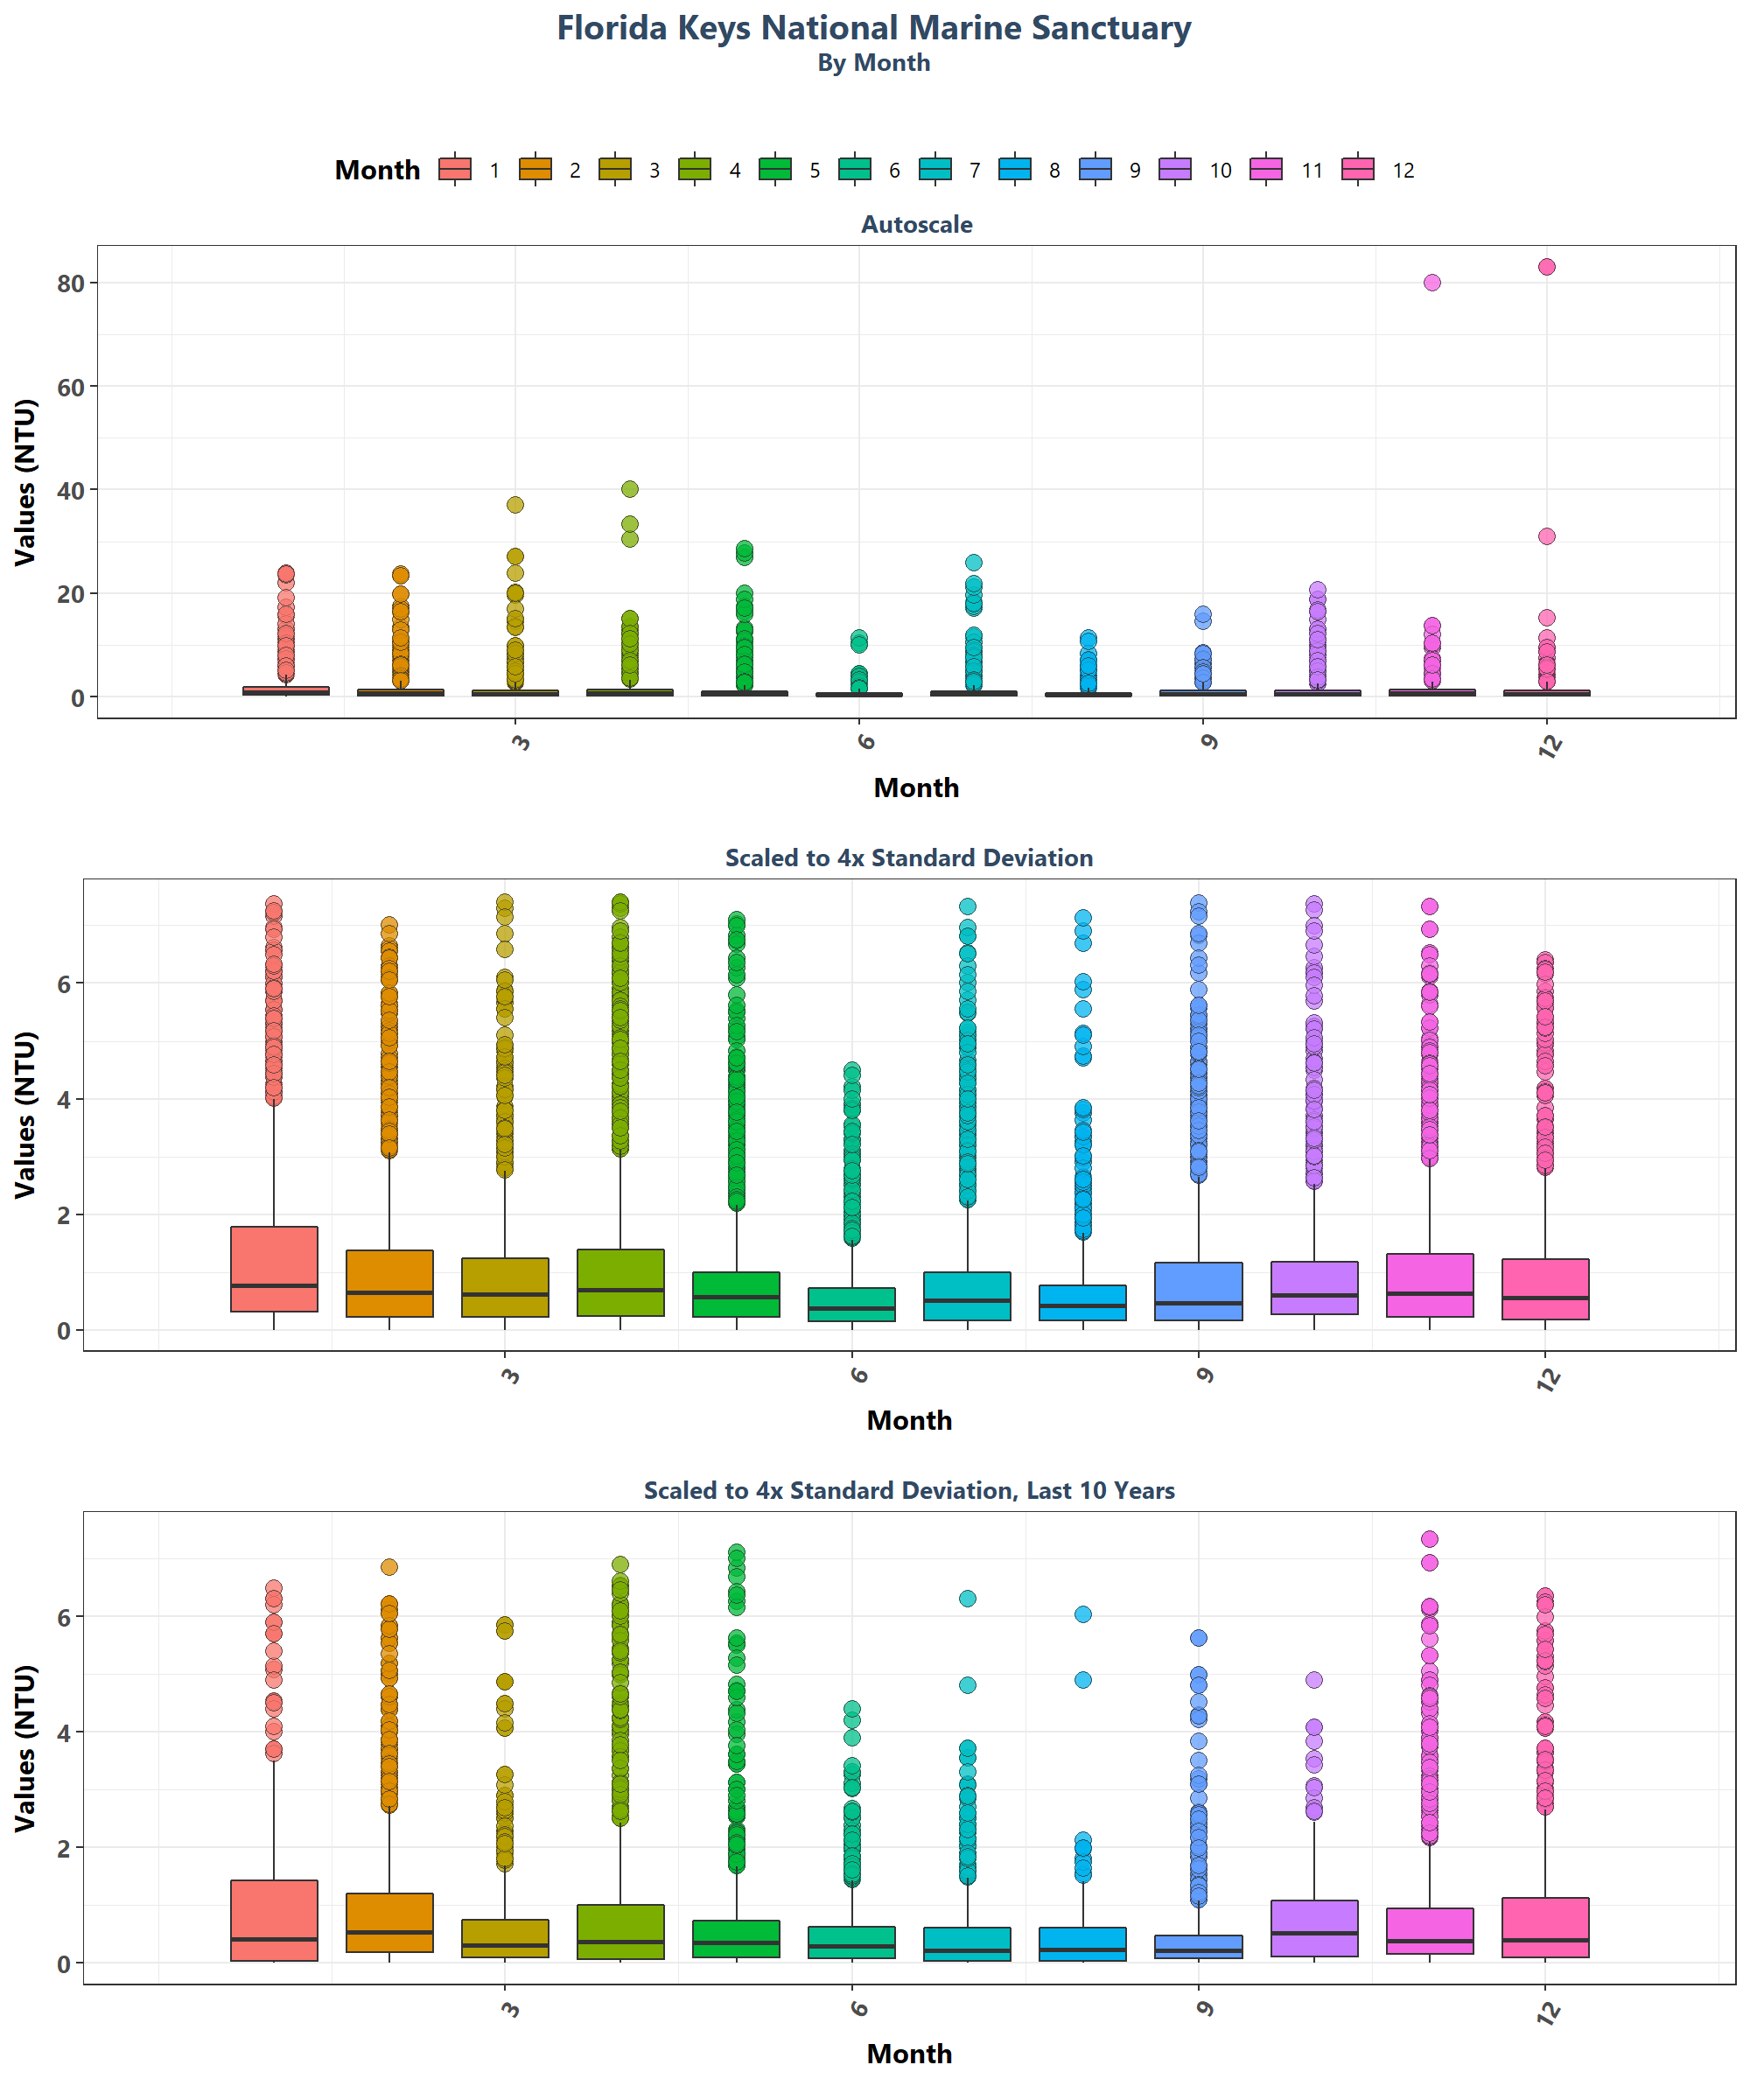 Florida Keys National Marine Sanctuary
By Month
Month 1 2 3 4 5 6 7 8 9 10 11 12
Autoscale
Values (NTU)
80
60
40
20
0
3 6 9 12
Month
Scaled to 4x Standard Deviation
Values (NTU)
6
4
2
0
3 6 9 12
Month
Scaled to 4x Standard Deviation, Last 10 Years
Values (NTU)
6
4
2
0
3 6 9 12
Month